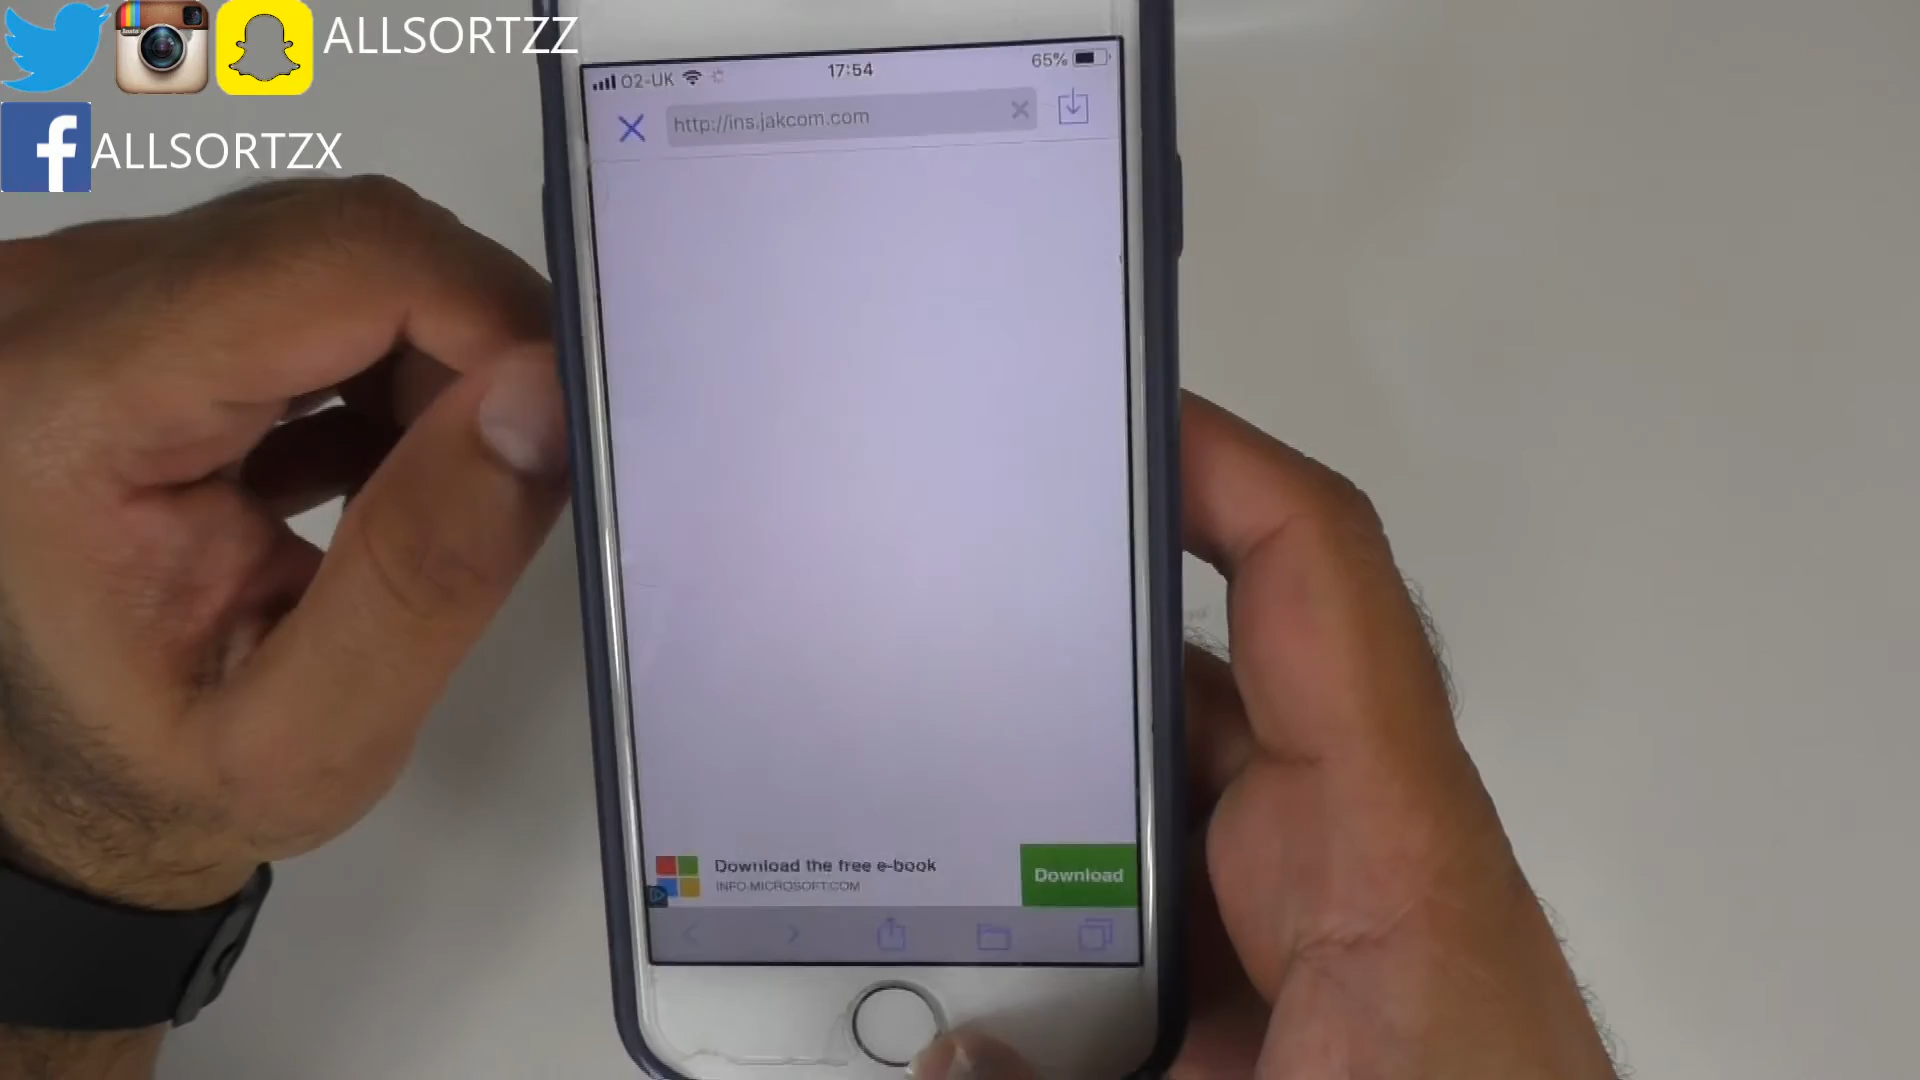 ALLSORTZZ
ALLSORTZX
O2-UK 17:54 65%
http://ins.jakcom.com
Download the free e-book
INFO.MICROSOFT.COM
Download